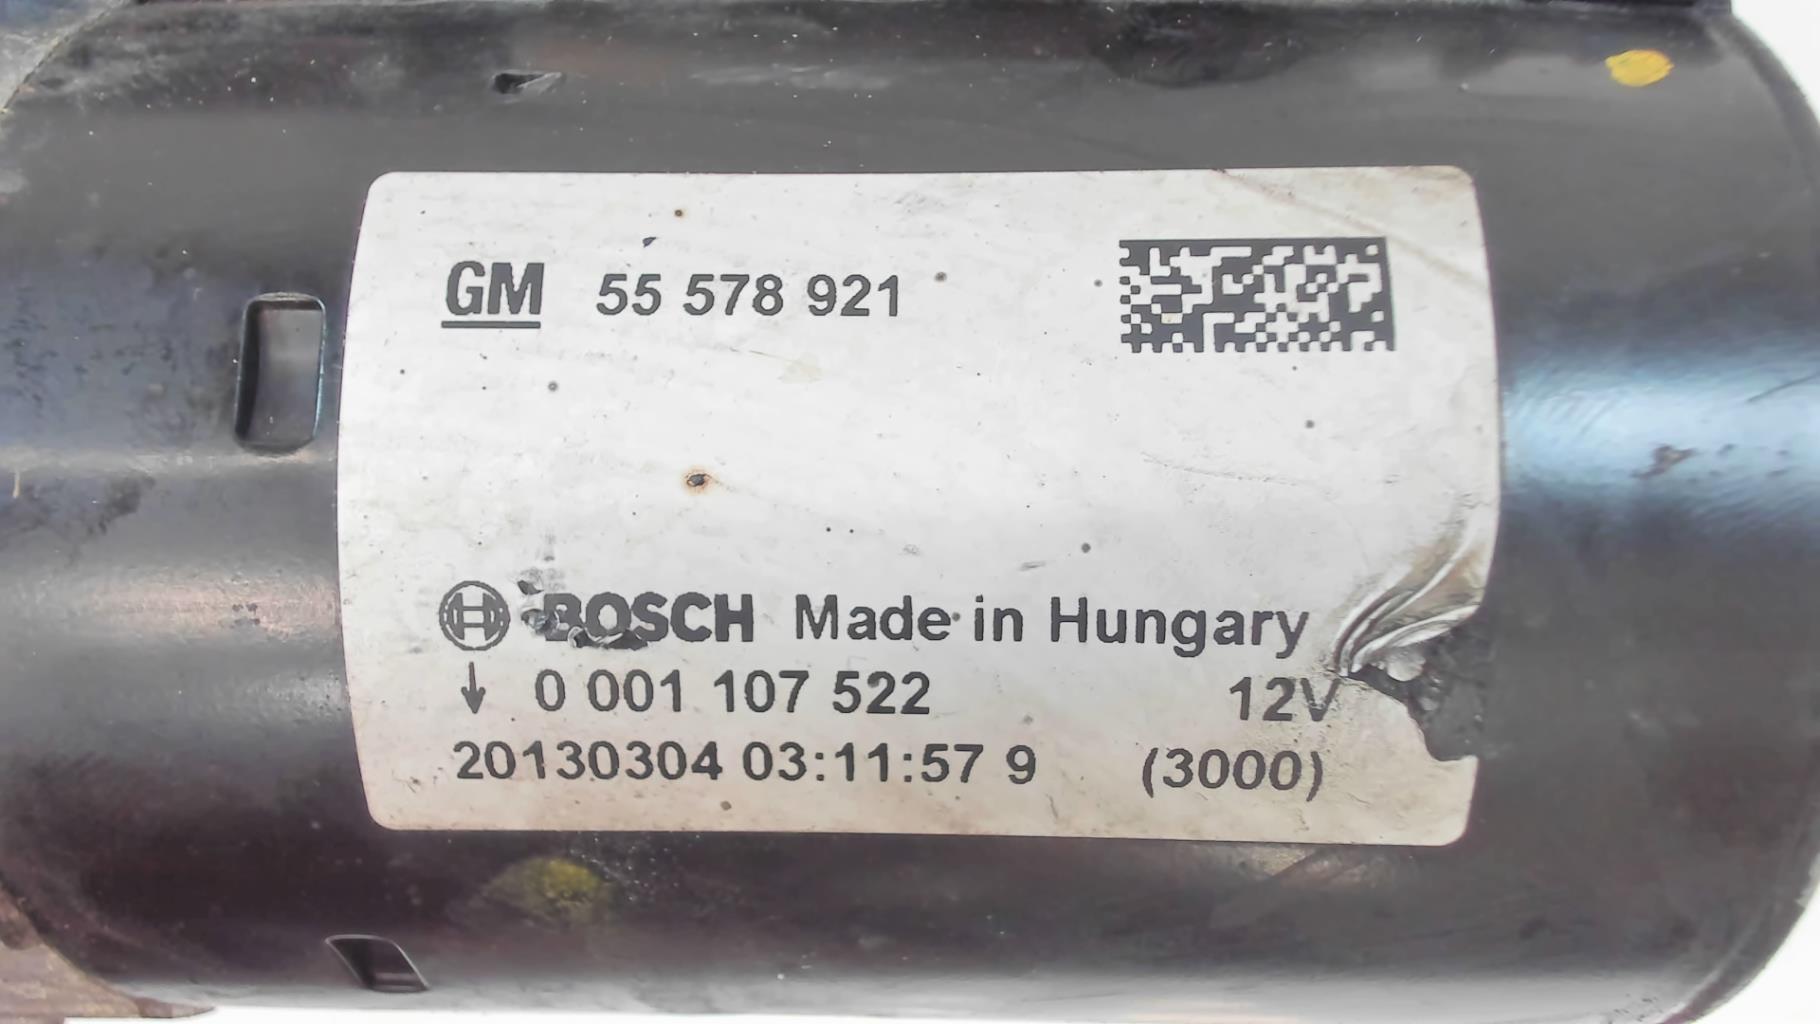 GM 55 578 921
BOSCH Made in Hungary
↓ 0 001 107 522 12V
20130304 03:11:57 9 (3000)